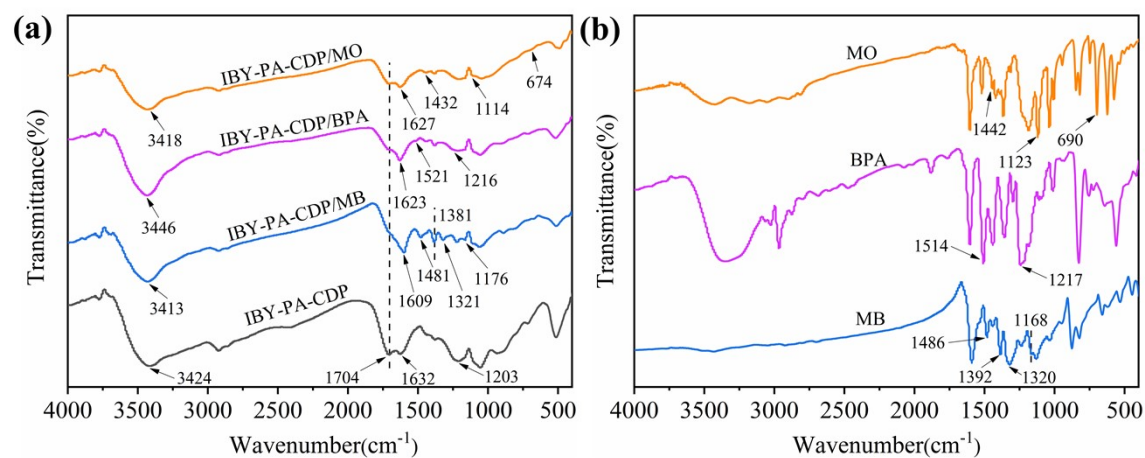 (a)
Transmittance(%)
IBY-PA-CDP/MO
674
3418
1627
1432
1114
IBY-PA-CDP/BPA
3446
1623
1521
1216
IBY-PA-CDP/MB
1381
3413
1609
1481
1321
1176
IBY-PA-CDP
3424
1704
1632
1203
4000 3500 3000 2500 2000 1500 1000 500
Wavenumber(cm⁻¹)
(b)
Transmittance(%)
MO
1442
1123
690
BPA
1514
1217
MB
1168
1486
1392
1320
4000 3500 3000 2500 2000 1500 1000 500
Wavenumber(cm⁻¹)